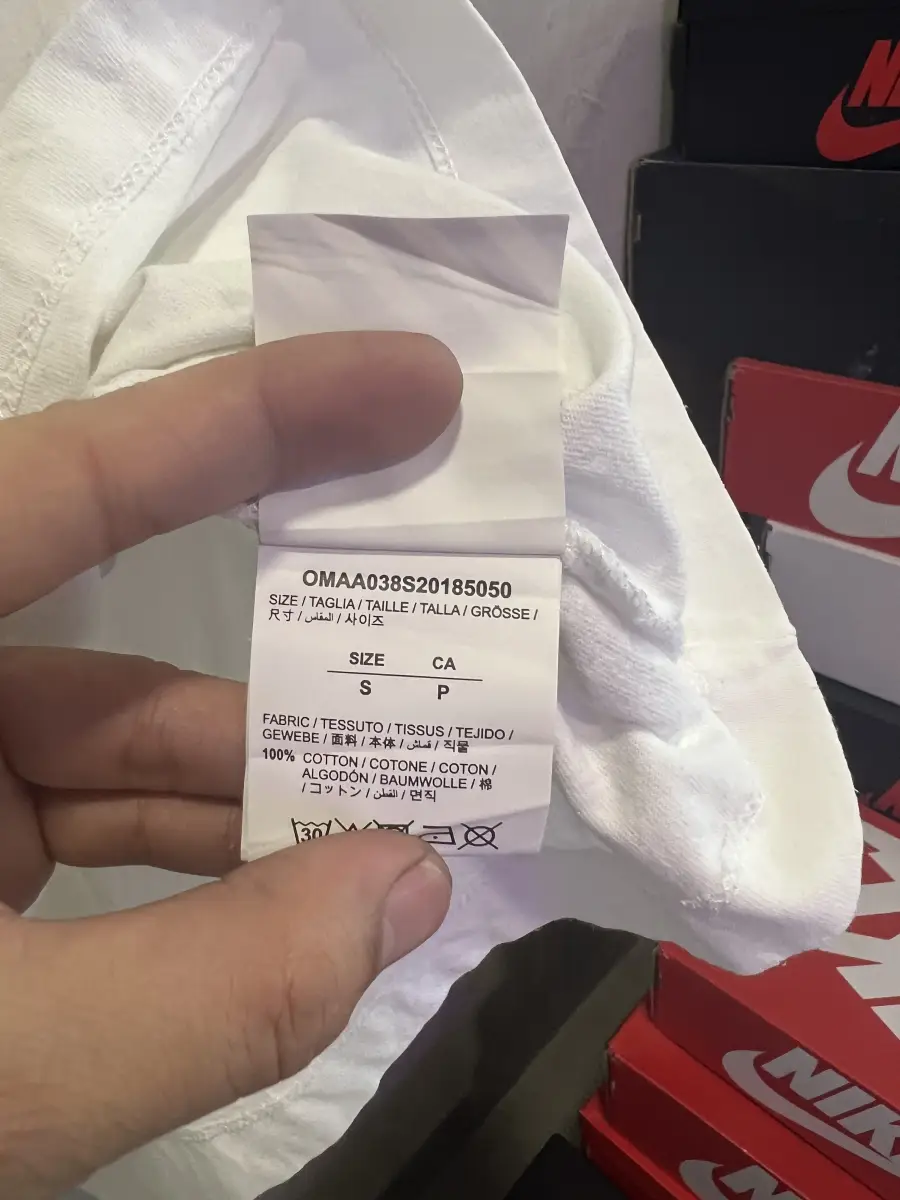 OMAA038S20185050
SIZE / TAGLIA / TAILLE / TALLA / GRÖSSE /
尺寸 / المقاس / 사이즈
SIZE CA
S P
FABRIC / TESSUTO / TISSUS / TEJIDO /
GEWEBE / 面料 / 本体 / قماش / 직물
100% COTTON / COTONE / COTON /
ALGODÓN / BAUMWOLLE / 棉
/ コットン / القطن / 면직
30
NIK